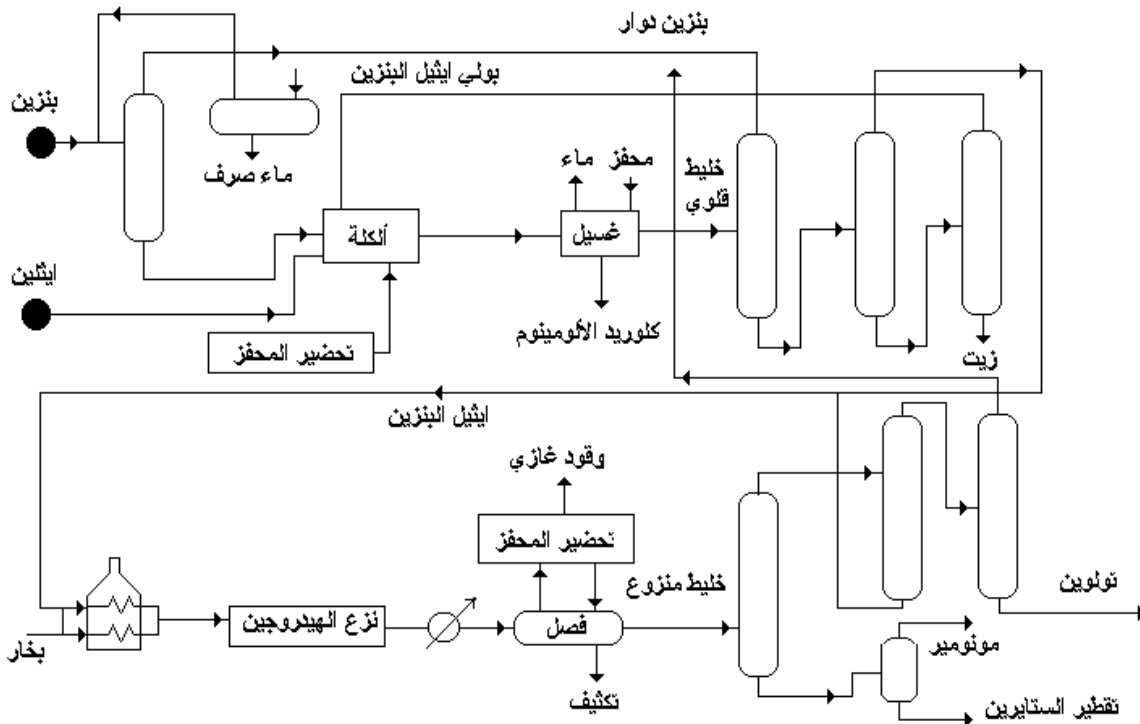 بنزين دوار
بولي ايثيل البنزين
بنزين
ماء صرف
ماء
محفز
خليط
قلوي
ألكلة
غسيل
ايثلين
كلوريد الألومينوم
تحضير المحفز
زيت
ايثيل البنزين
وقود غازي
تحضير المحفز
خليط منزوع
تولوين
نزع الهيدروجين
فصل
بخار
مونومير
تكثيف
تقطير الستايرين